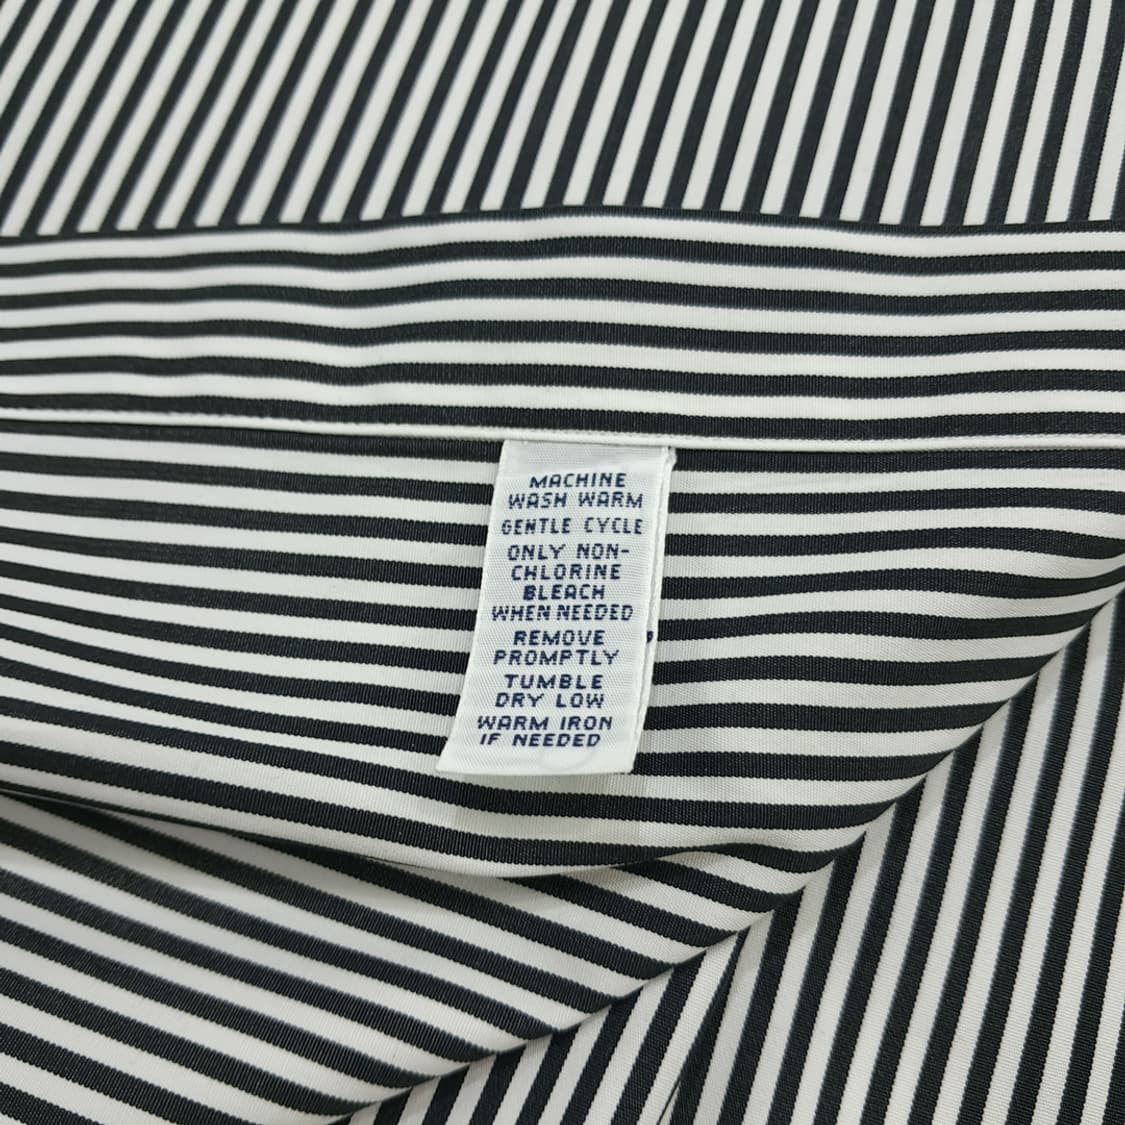 MACHINE
WASH WARM
GENTLE CYCLE
ONLY NON-
CHLORINE
BLEACH
WHEN NEEDED
REMOVE
PROMPTLY
TUMBLE
DRY LOW
WARM IRON
IF NEEDED